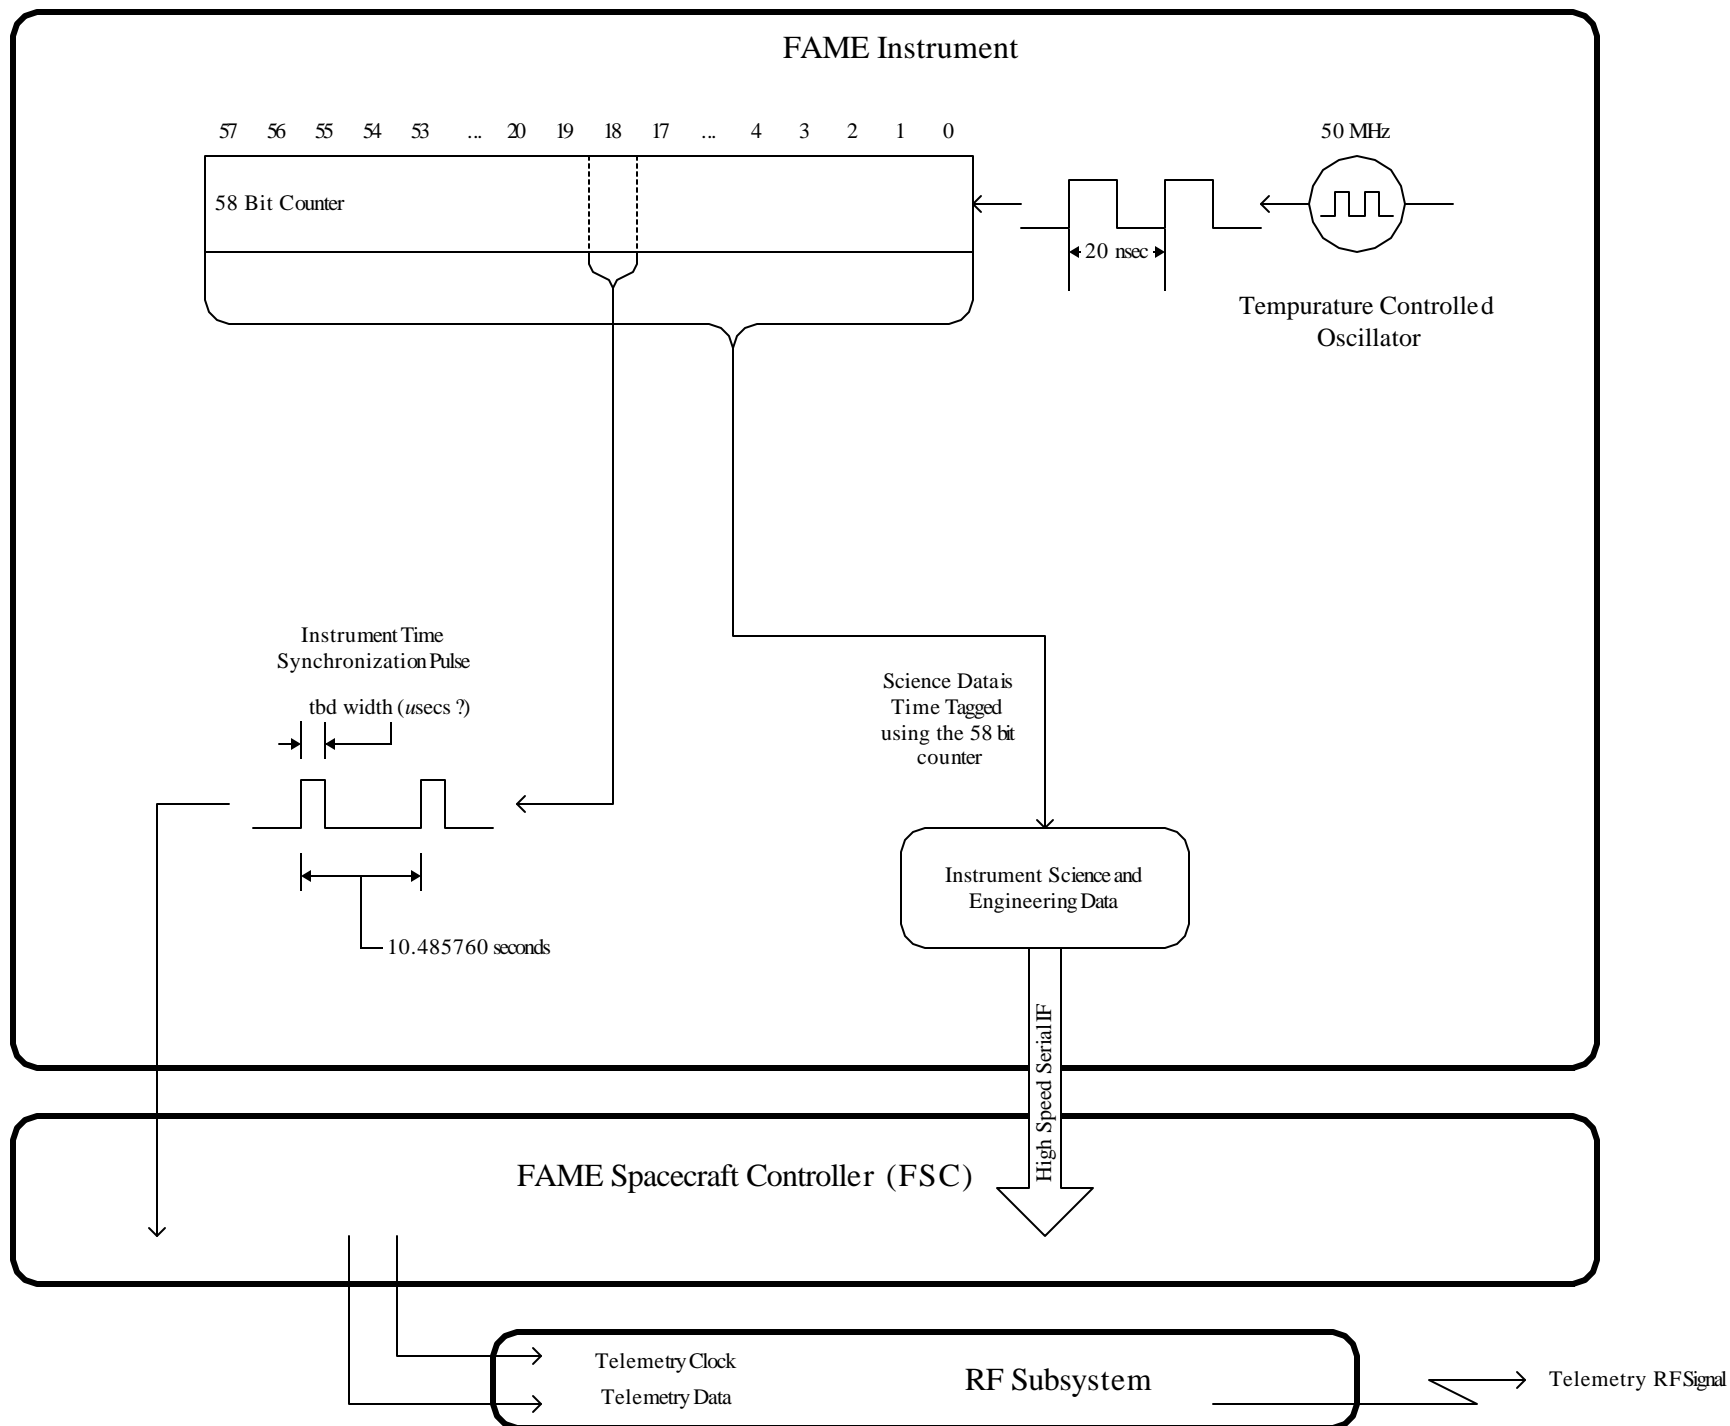 FAME Instrument
57 56 55 54 53 ... 20 19 18 17 ... 4 3 2 1 0
50 MHz
58 Bit Counter
20 nsec
Tempurature Controlled
Oscillator
Instrument Time
Synchronization Pulse
tbd width (usecs ?)
Science Data is
Time Tagged
using the 58 bit
counter
Instrument Science and
Engineering Data
10.485760 seconds
High Speed Serial IF
FAME Spacecraft Controller (FSC)
Telemetry Clock
Telemetry Data
RF Subsystem
Telemetry RF Signal